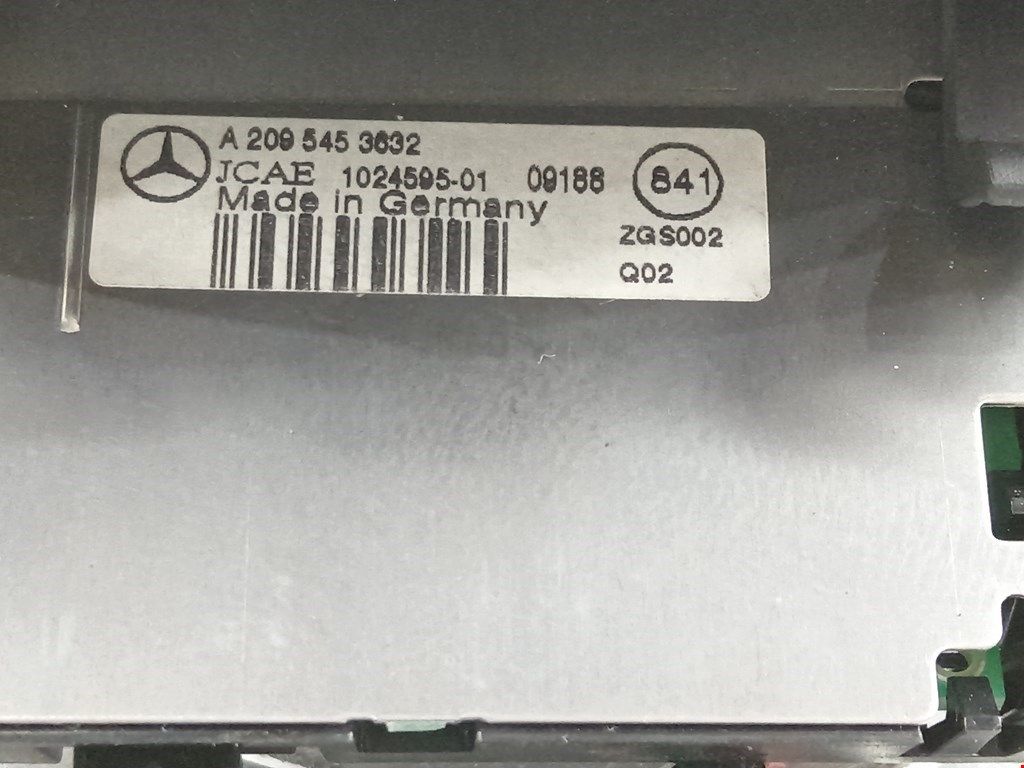 A 209 545 3632
JCAE 1024595-01 09188 841
Made in Germany
ZGS002
Q02